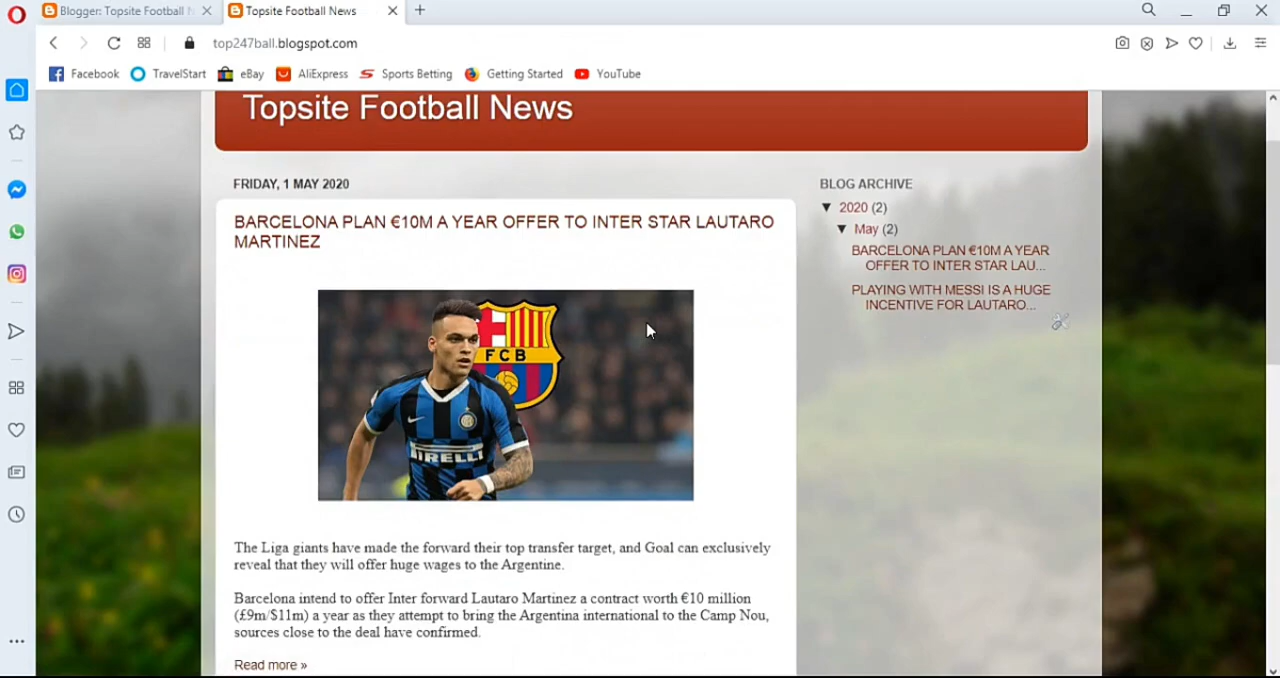 Blogger: Topsite Football N
Topsite Football News
top247ball.blogspot.com
Facebook
TravelStart
eBay
AliExpress
Sports Betting
Getting Started
YouTube
Topsite Football News
FRIDAY, 1 MAY 2020
BARCELONA PLAN €10M A YEAR OFFER TO INTER STAR LAUTARO
MARTINEZ
FCB
PIRELLI
The Liga giants have made the forward their top transfer target, and Goal can exclusively
reveal that they will offer huge wages to the Argentine.
Barcelona intend to offer Inter forward Lautaro Martinez a contract worth €10 million
(£9m/$11m) a year as they attempt to bring the Argentina international to the Camp Nou,
sources close to the deal have confirmed.
Read more »
BLOG ARCHIVE
▼ 2020 (2)
▼ May (2)
BARCELONA PLAN €10M A YEAR
OFFER TO INTER STAR LAU...
PLAYING WITH MESSI IS A HUGE
INCENTIVE FOR LAUTARO...